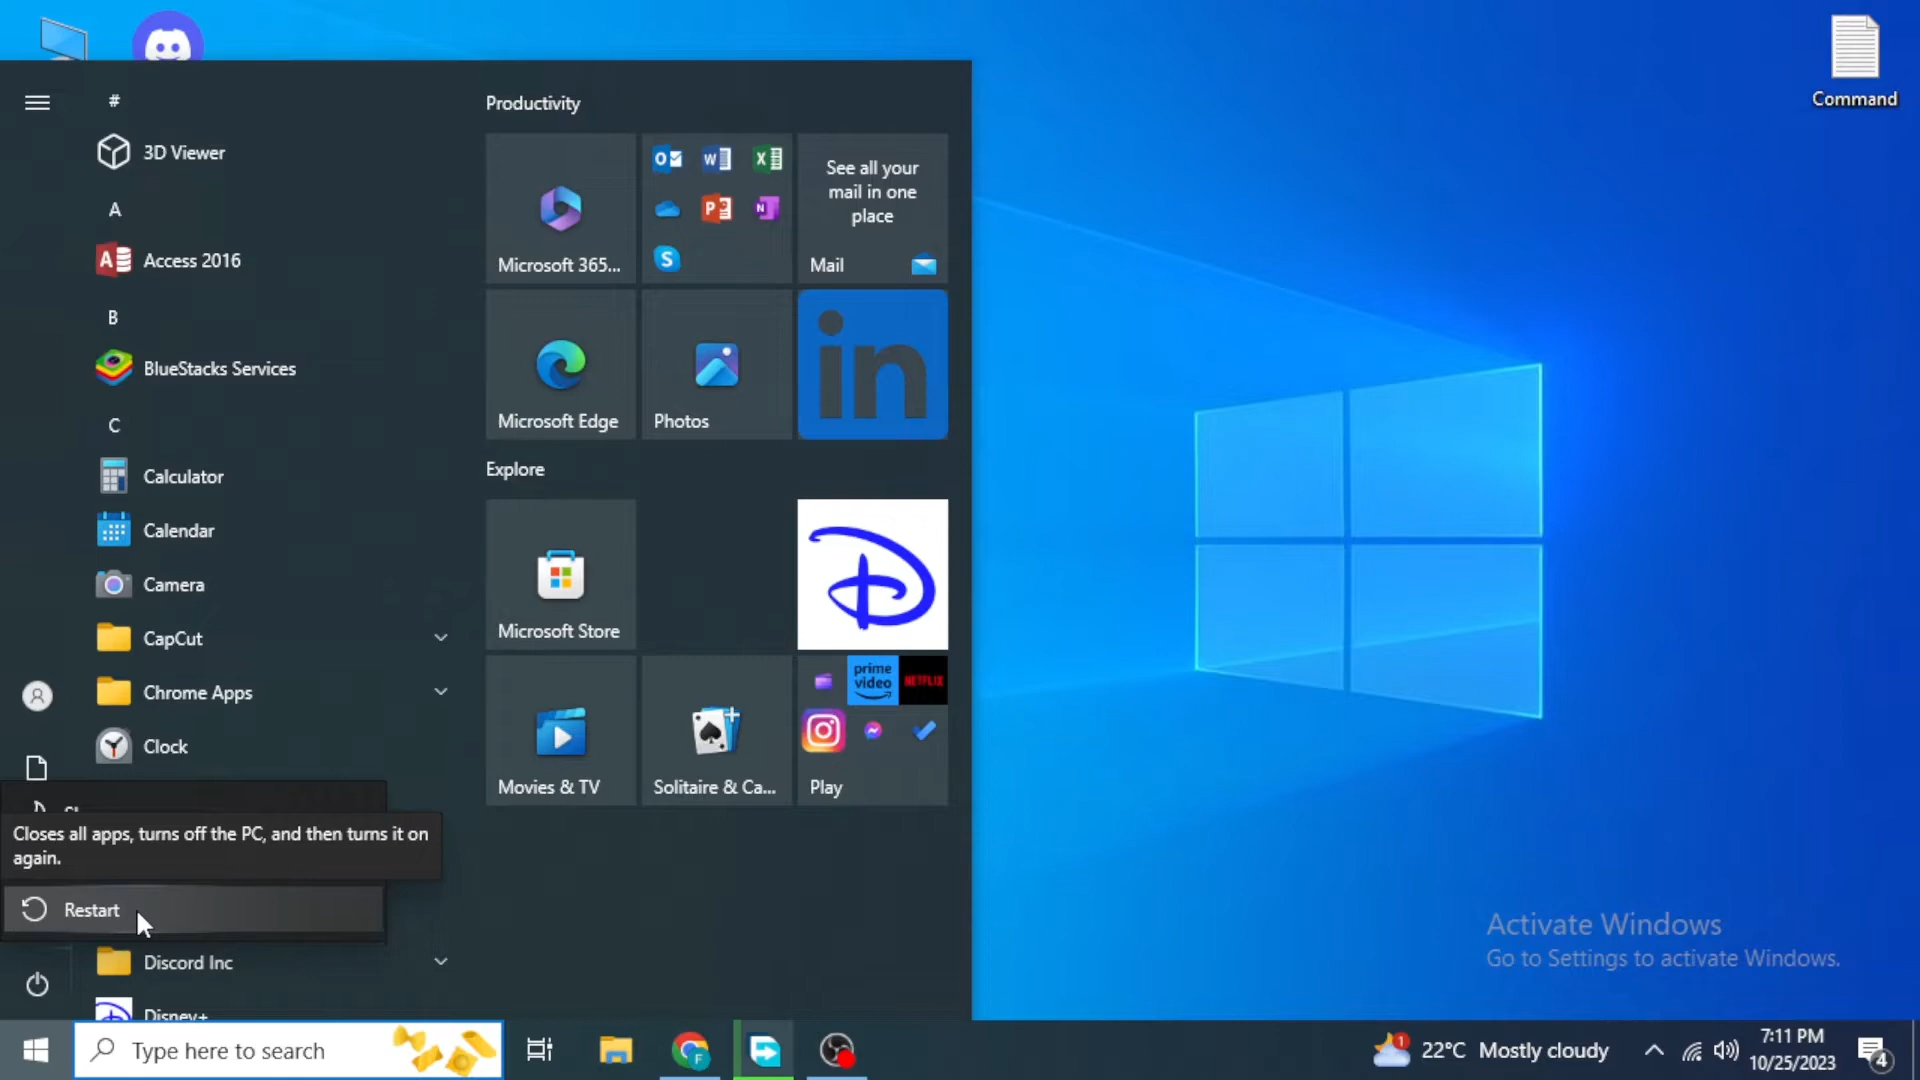 Command
#
3D Viewer
A
Access 2016
B
BlueStacks Services
C
Calculator
Calendar
Camera
CapCut
Chrome Apps
Clock
Closes all apps, turns off the PC, and then turns it on
again.
Restart
Discord Inc
Disney+
Productivity
Microsoft 365...
See all your
mail in one
place
Mail
Microsoft Edge
Photos
in
Explore
Microsoft Store
D
prime
video
NETFLIX
Movies & TV
Solitaire & Ca...
Play
Activate Windows
Go to Settings to activate Windows.
Type here to search
1
22°C Mostly cloudy
7:11 PM
10/25/2023
4